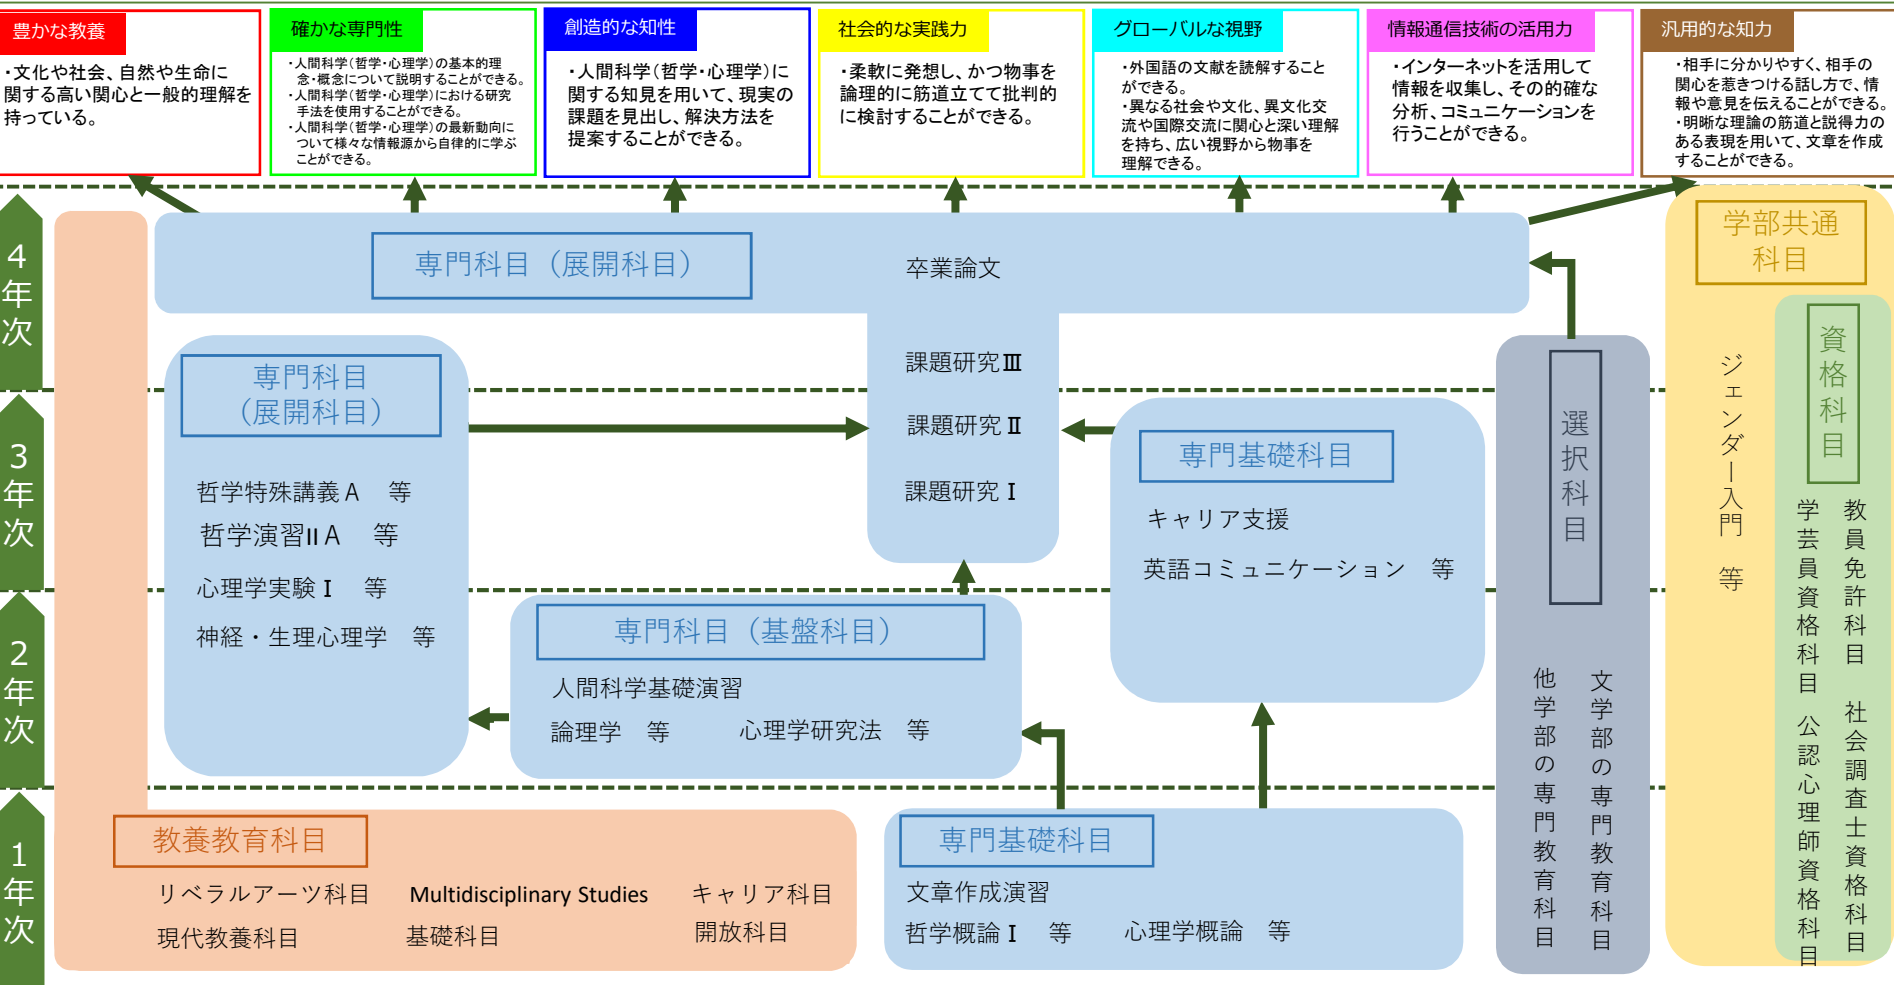 豊かな教養
・文化や社会、自然や生命に
関する高い関心と一般的理解を
持っている。
確かな専門性
・人間科学(哲学・心理学)の基本的理
念・概念について説明することができる。
・人間科学(哲学・心理学)における研究
手法を使用することができる。
・人間科学(哲学・心理学)の最新動向に
ついて様々な情報源から自律的に学ぶ
ことができる。
創造的な知性
・人間科学(哲学・心理学)に
関する知見を用いて、現実の
課題を見出し、解決方法を
提案することができる。
社会的な実践力
・柔軟に発想し、かつ物事を
論理的に筋道立てて批判的
に検討することができる。
グローバルな視野
・外国語の文献を読解すること
ができる。
・異なる社会や文化、異文化交
流や国際交流に関心と深い理解
を持ち、広い視野から物事を
理解できる。
情報通信技術の活用力
・インターネットを活用して
情報を収集し、その的確な
分析、コミュニケーションを
行うことができる。
汎用的な知力
・相手に分かりやすく、相手の
関心を惹きつける話し方で、情
報や意見を伝えることができる。
・明晰な理論の筋道と説得力の
ある表現を用いて、文章を作成
することができる。
4年次
専門科目（展開科目）
卒業論文
課題研究Ⅲ
課題研究Ⅱ
課題研究Ⅰ
専門科目
（展開科目）
3年次
哲学特殊講義A　等
哲学演習II A　等
心理学実験Ⅰ　等
神経・生理心理学　等
専門基礎科目
キャリア支援
英語コミュニケーション　等
2年次
専門科目（基盤科目）
人間科学基礎演習
論理学　等
心理学研究法　等
1年次
教養教育科目
リベラルアーツ科目
Multidisciplinary Studies
キャリア科目
現代教養科目
基礎科目
開放科目
専門基礎科目
文章作成演習
哲学概論Ⅰ　等
心理学概論　等
選択科目
文学部の専門教育科目
他学部の専門教育科目
学部共通
科目
ジェンダー入門　等
資格科目
教員免許科目　社会調査士資格科目
学芸員資格科目　公認心理師資格科目